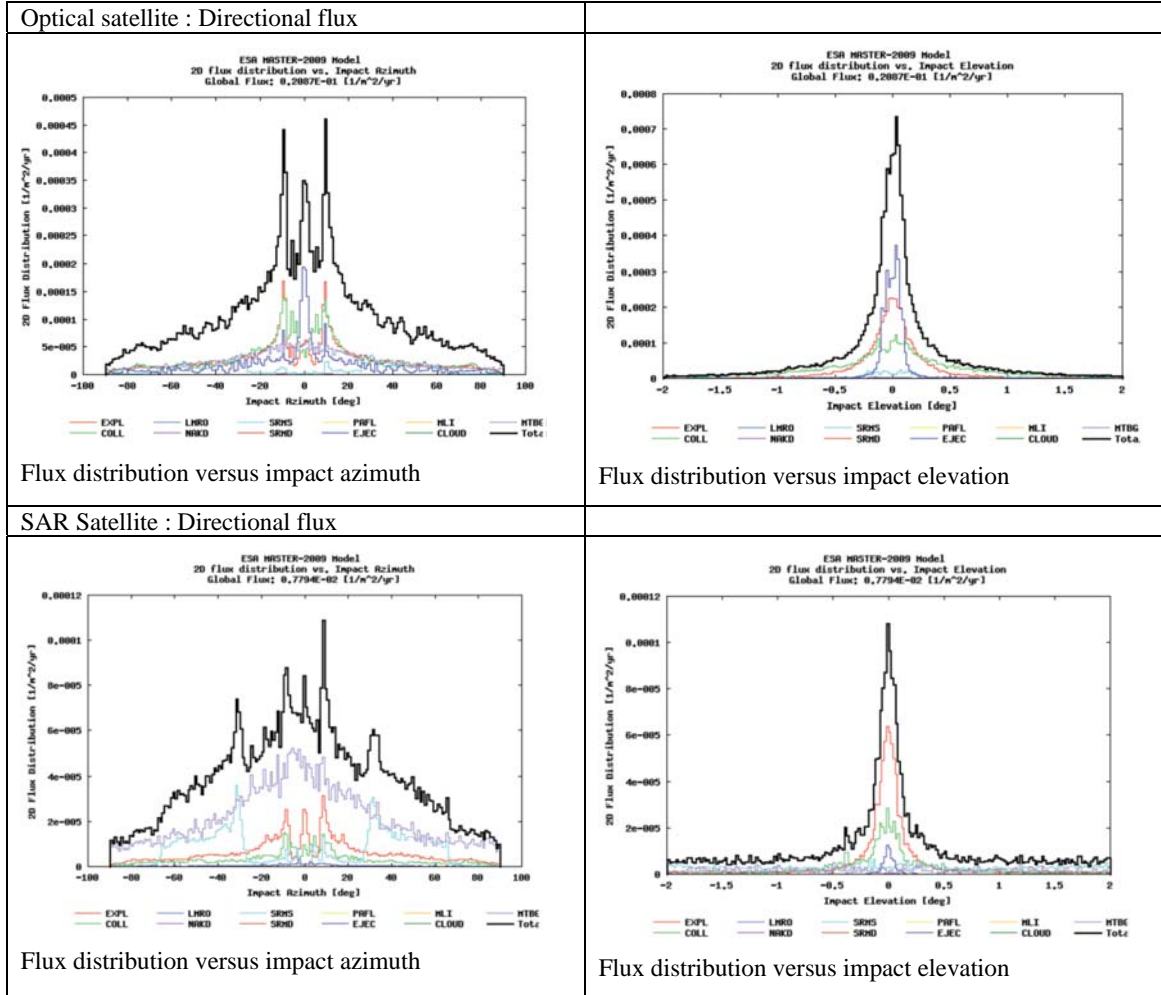 Optical satellite : Directional flux
ESA MASTER-2009 Model
2D flux distribution vs. Impact Azimuth
Global Flux: 0.2087E-01 [1/m^2/yr]
2D Flux Distribution [1/m^2/yr]
0.0005
0.00045
0.0004
0.00035
0.0003
0.00025
0.0002
0.00015
0.0001
5e-005
0
-100 -80 -60 -40 -20 0 20 40 60 80 100
Impact Azimuth [deg]
EXPL LMRO SRMS PAFL MLI MTBG
COLL NAKD SRMD EJEC CLOUD Tota
Flux distribution versus impact azimuth
ESA MASTER-2009 Model
2D flux distribution vs. Impact Elevation
Global Flux: 0.2087E-01 [1/m^2/yr]
2D Flux Distribution [1/m^2/yr]
0.0008
0.0007
0.0006
0.0005
0.0004
0.0003
0.0002
0.0001
0
-2 -1.5 -1 -0.5 0 0.5 1 1.5 2
Impact Elevation [deg]
EXPL LMRO SRMS PAFL MLI MTBG
COLL NAKD SRMD EJEC CLOUD Tota
Flux distribution versus impact elevation
SAR Satellite : Directional flux
ESA MASTER-2009 Model
2D flux distribution vs. Impact Azimuth
Global Flux: 0.7794E-02 [1/m^2/yr]
2D Flux Distribution [1/m^2/yr]
0.00012
0.0001
8e-005
6e-005
4e-005
2e-005
0
-100 -80 -60 -40 -20 0 20 40 60 80 100
Impact Azimuth [deg]
EXPL LMRO SRMS PAFL MLI MTBG
COLL NAKD SRMD EJEC CLOUD Tota
Flux distribution versus impact azimuth
ESA MASTER-2009 Model
2D flux distribution vs. Impact Elevation
Global Flux: 0.7794E-02 [1/m^2/yr]
2D Flux Distribution [1/m^2/yr]
0.00012
0.0001
8e-005
6e-005
4e-005
2e-005
0
-2 -1.5 -1 -0.5 0 0.5 1 1.5 2
Impact Elevation [deg]
EXPL LMRO SRMS PAFL MLI MTBG
COLL NAKD SRMD EJEC CLOUD Tota
Flux distribution versus impact elevation